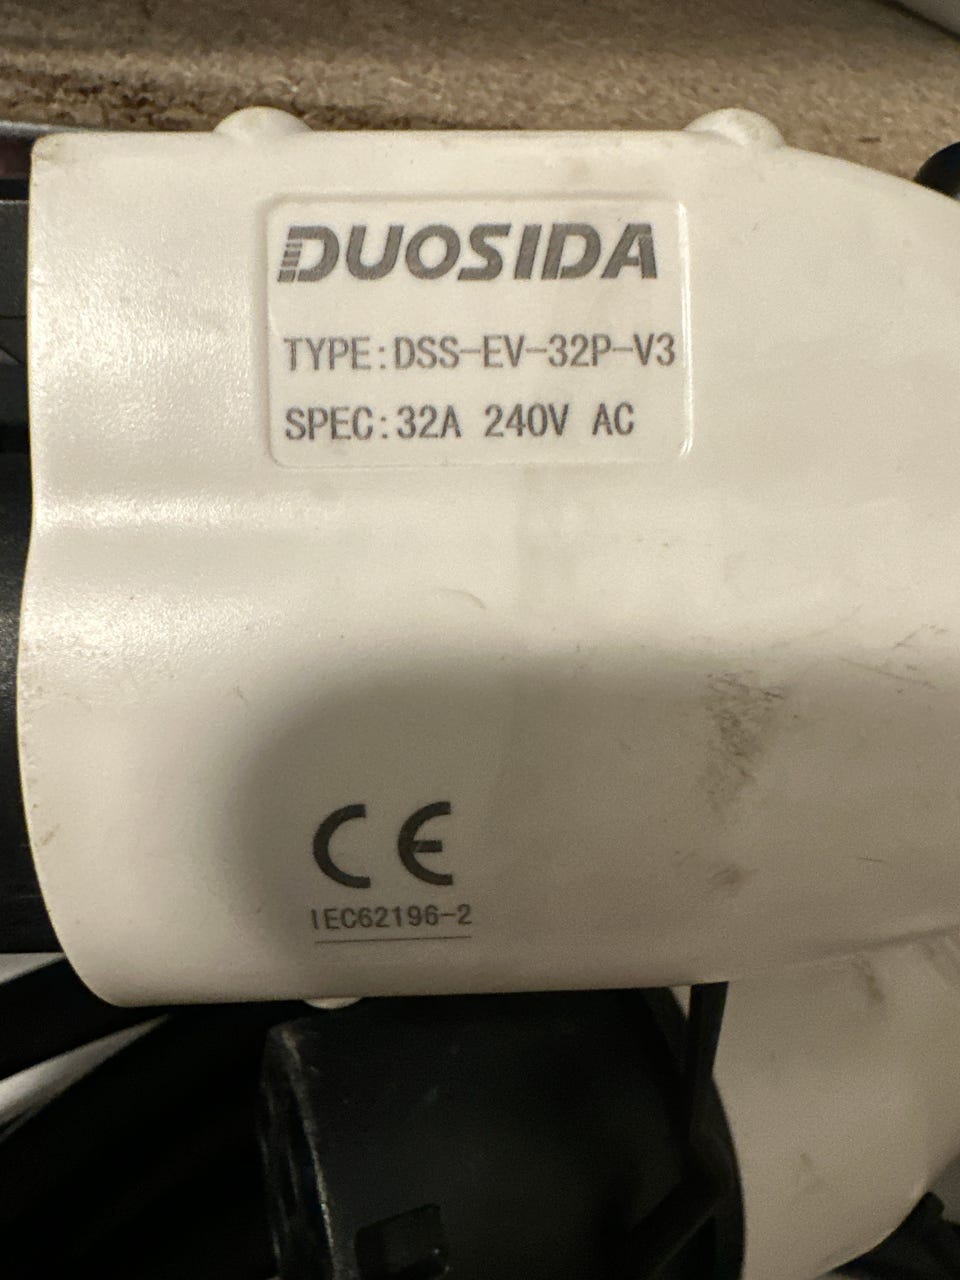 DUOSIDA
TYPE:DSS-EV-32P-V3
SPEC:32A 240V AC
CE
IEC62196-2